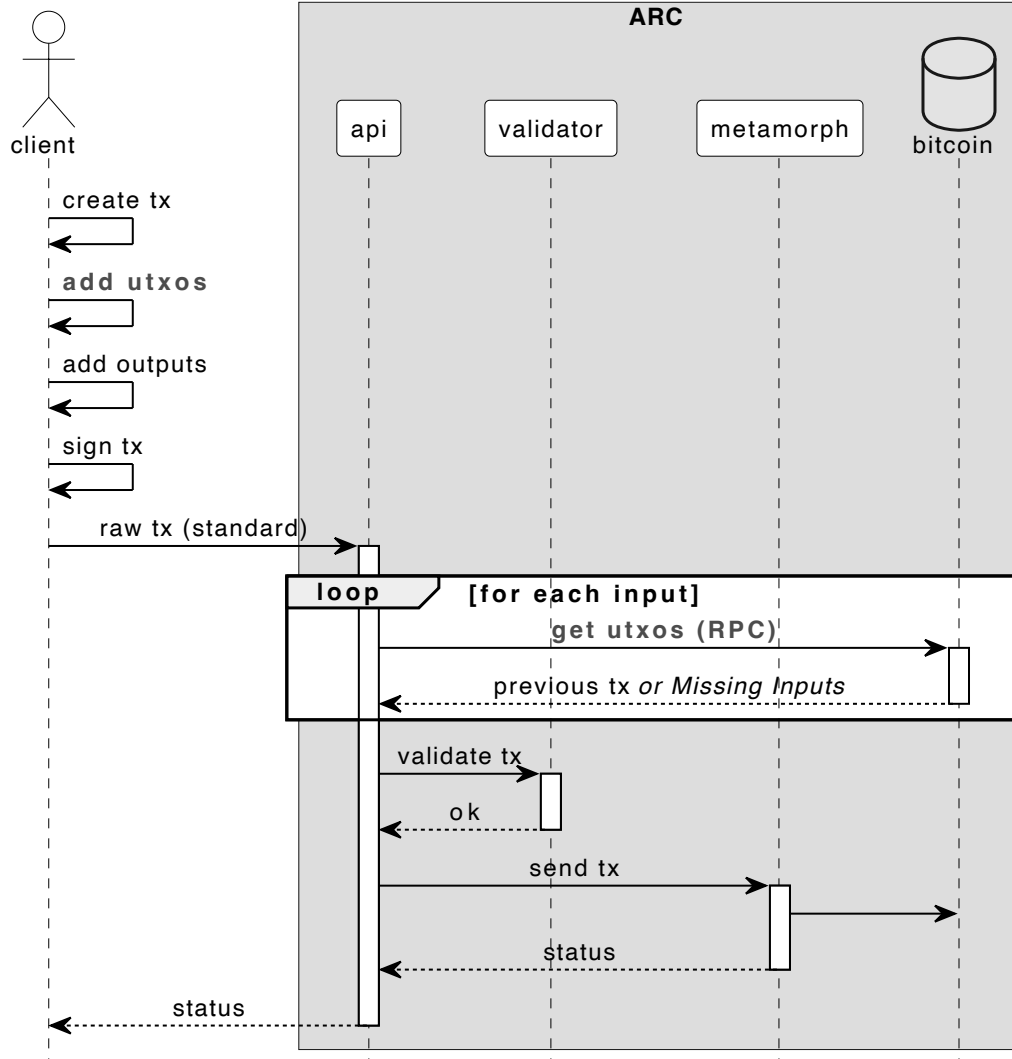 ARC
client
api
validator
metamorph
bitcoin
create tx
add utxos
add outputs
sign tx
raw tx (standard)
loop [for each input]
get utxos (RPC)
previous tx or Missing Inputs
validate tx
ok
send tx
status
status